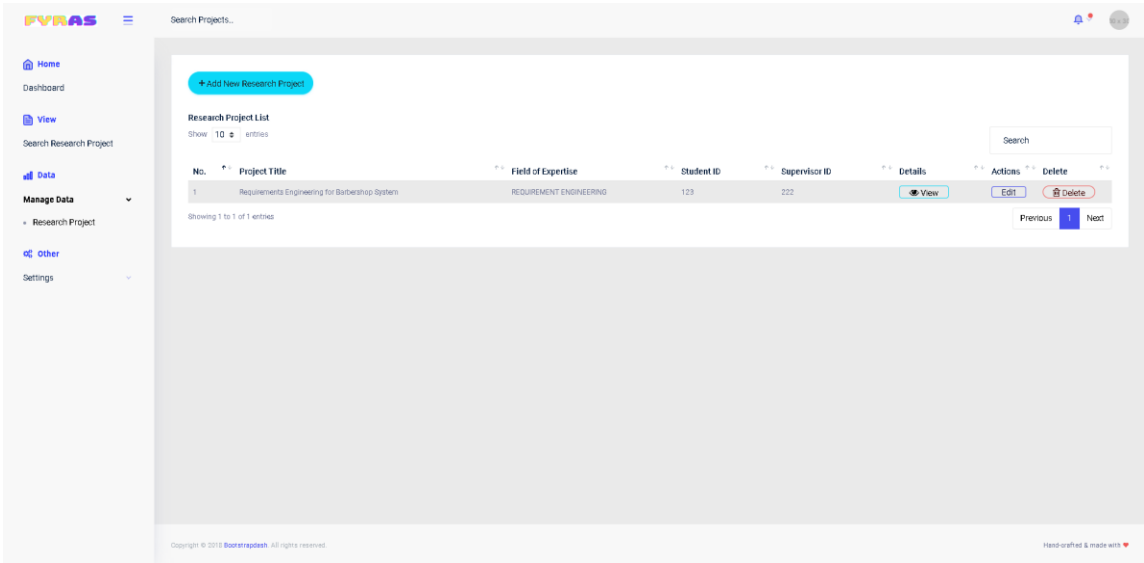 FYRAS
Search Projects..
Home
Dashboard
View
Search Research Project
Data
Manage Data
Research Project
Other
Settings
+Add New Research Project
Research Project List
Show 10 entries
Search
No. Project Title Field of Expertise Student ID Supervisor ID Details Actions Delete
1 Requirements Engineering for Barbershop System REQUIREMENT ENGINEERING 123 222 View Edit Delete
Showing 1 to 1 of 1 entries
Previous 1 Next
Copyright © 2018 Bootstrapdash. All rights reserved.
Hand-crafted & made with